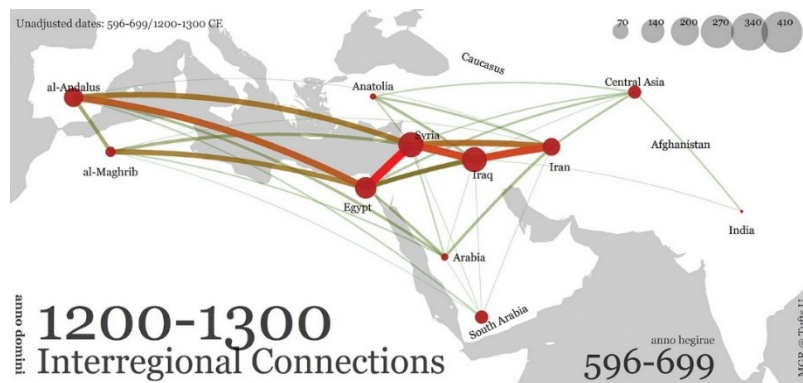 Unadjusted dates: 596-699/1200-1300 CE
70 140 200 270 340 410
Caucasus
al-Andalus
Anatolia
Central Asia
Syria
Afghanistan
al-Maghrib
Iraq
Iran
Egypt
India
Arabia
South Arabia
anno domini
1200-1300
Interregional Connections
anno hegirae
596-699